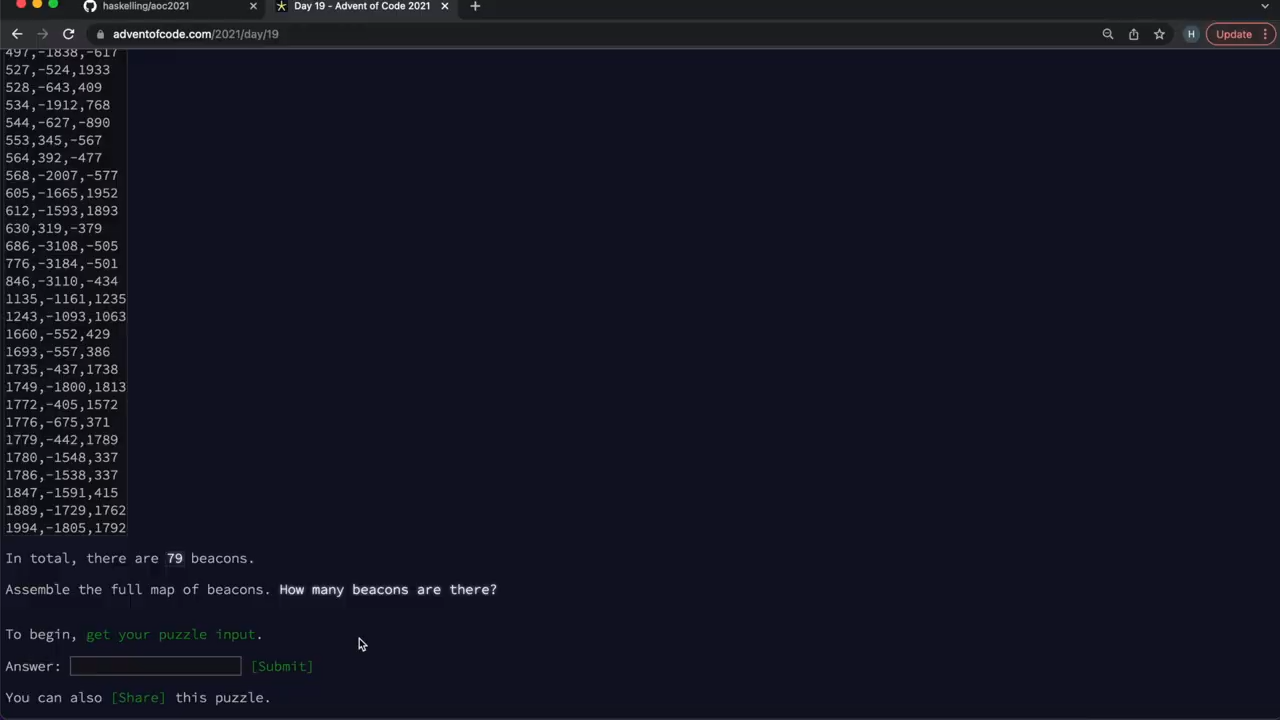 haskelling/aoc2021
Day 19 - Advent of Code 2021
adventofcode.com/2021/day/19
H
Update
497,-1838,-617
527,-524,1933
528,-643,409
534,-1912,768
544,-627,-890
553,345,-567
564,392,-477
568,-2007,-577
605,-1665,1952
612,-1593,1893
630,319,-379
686,-3108,-505
776,-3184,-501
846,-3110,-434
1135,-1161,1235
1243,-1093,1063
1660,-552,429
1693,-557,386
1735,-437,1738
1749,-1800,1813
1772,-405,1572
1776,-675,371
1779,-442,1789
1780,-1548,337
1786,-1538,337
1847,-1591,415
1889,-1729,1762
1994,-1805,1792
In total, there are 79 beacons.
Assemble the full map of beacons. How many beacons are there?
To begin, get your puzzle input.
Answer: [Submit]
You can also [Share] this puzzle.